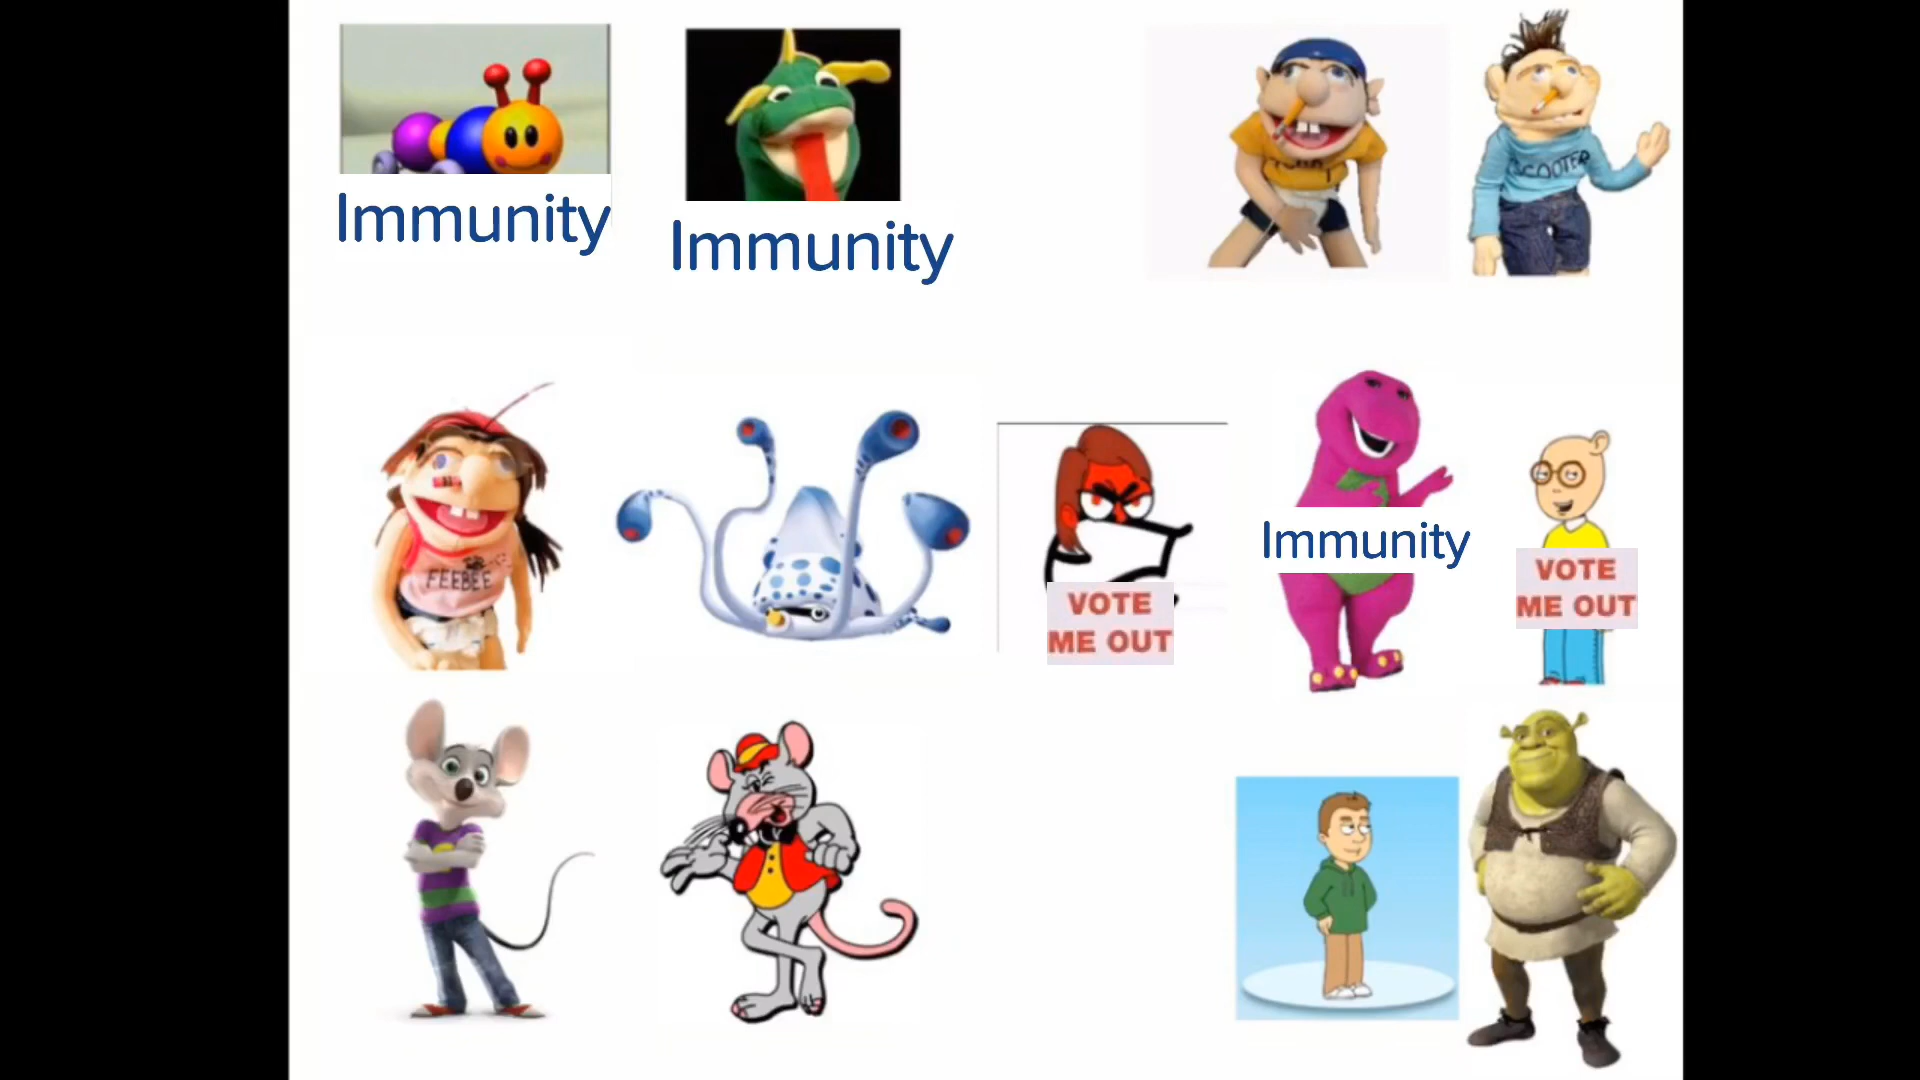 Immunity
Immunity
SCOOTER
FEEBEE
VOTE
ME OUT
Immunity
VOTE
ME OUT